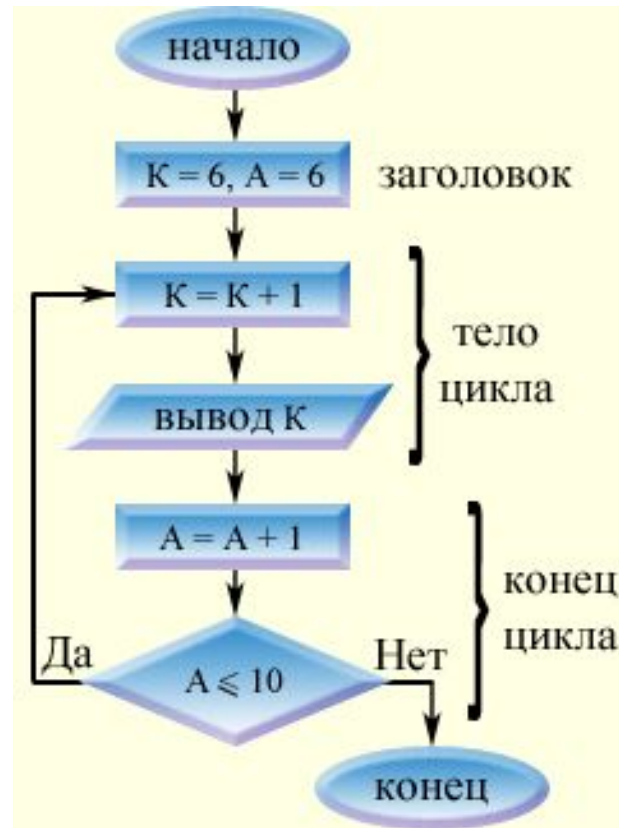 начало
К = 6, А = 6
заголовок
К = К + 1
тело
цикла
вывод К
А = А + 1
конец
цикла
Да
А ⩽ 10
Нет
конец